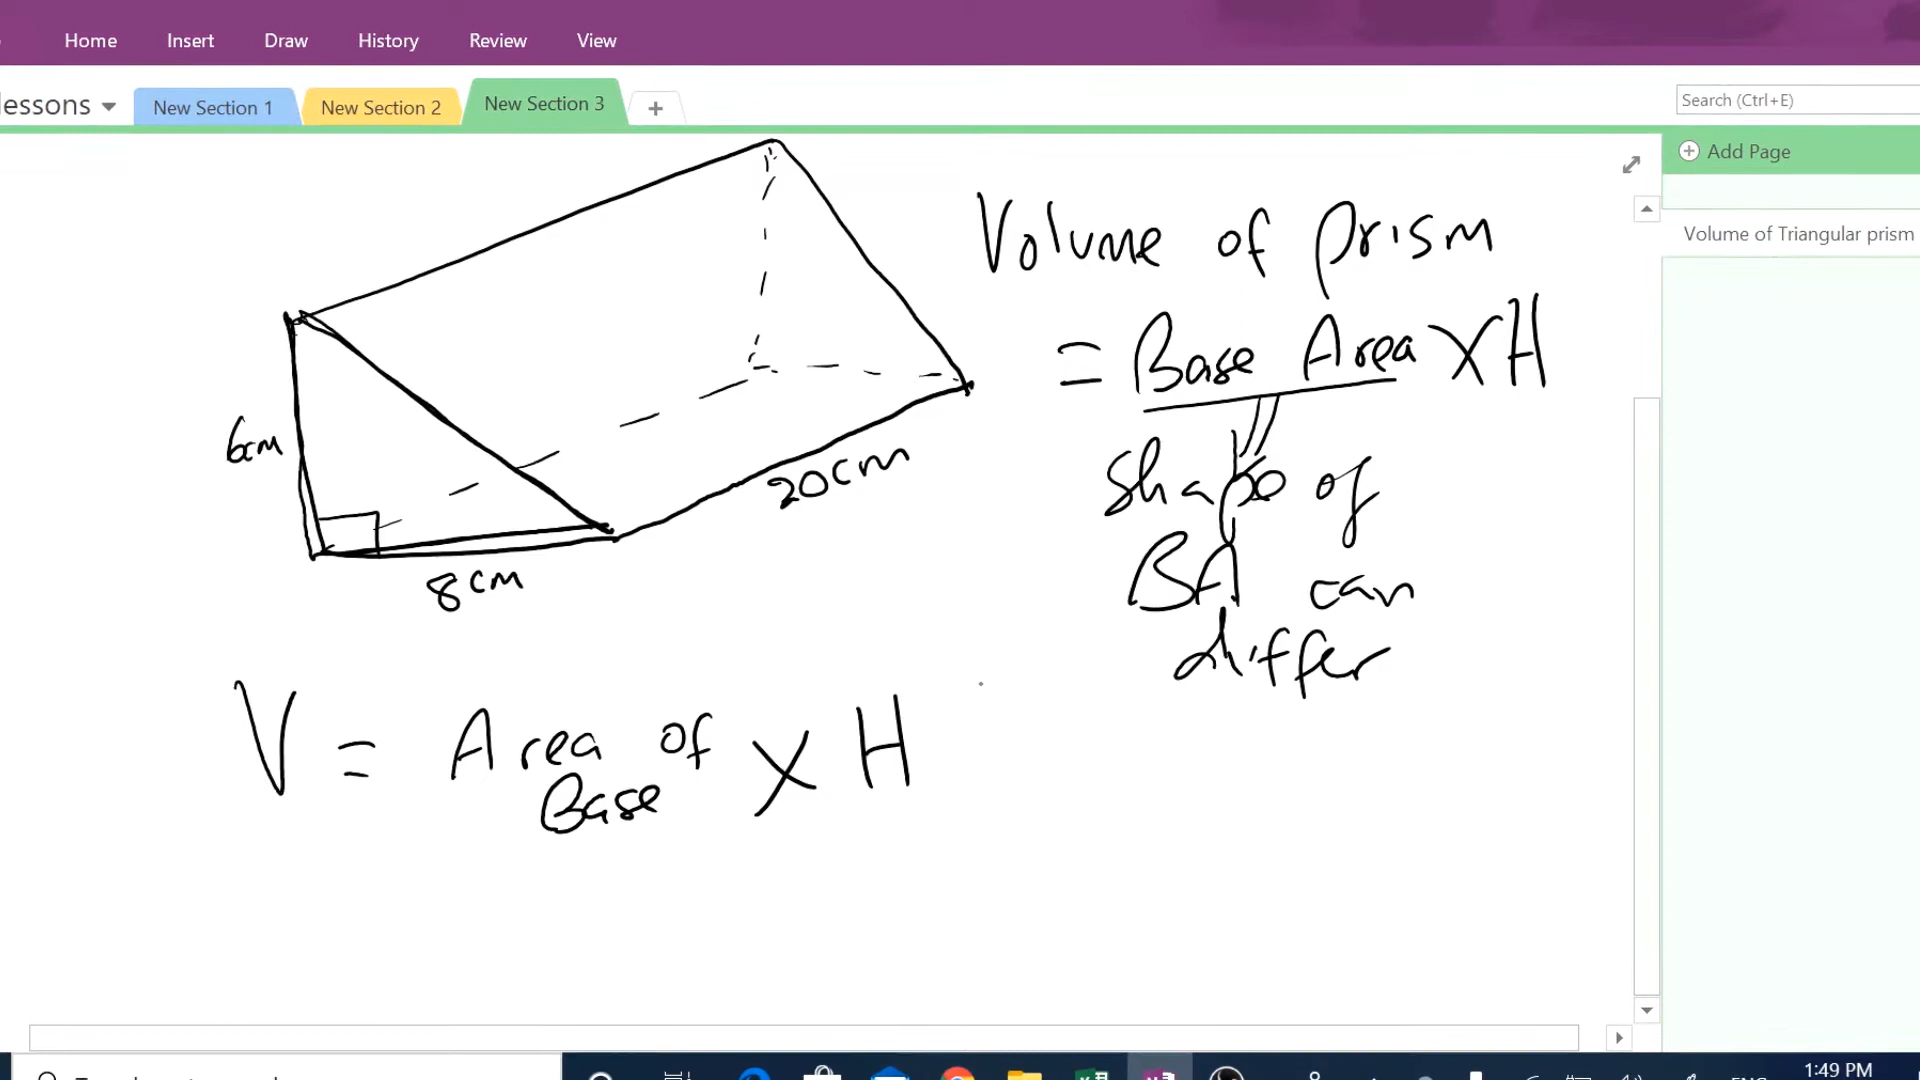 Home Insert Draw History Review View
lessons New Section 1 New Section 2 New Section 3 +
Search (Ctrl+E)
Add Page
Volume of Triangular prism
Volume of prism
= Base Area X H
shape of
BA can
differ
6cm
20cm
8cm
V = Area of X H
Base
1:49 PM